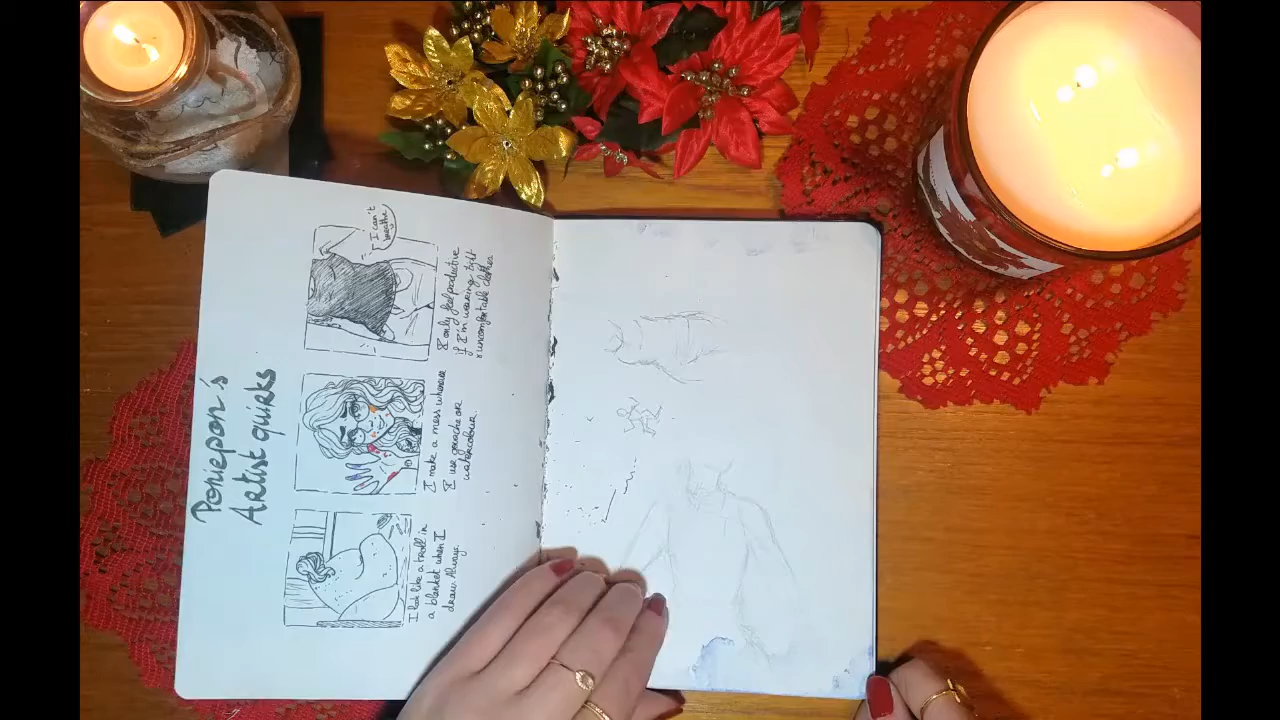 Poniepon's
Artist quirks
I look like a troll in
a blanket when I
draw. Always.
I make a mess whenever
I use gouache or
watercolour.
I can't
breathe
I only feel productive
if I'm wearing tight
& uncomfortable clothes.